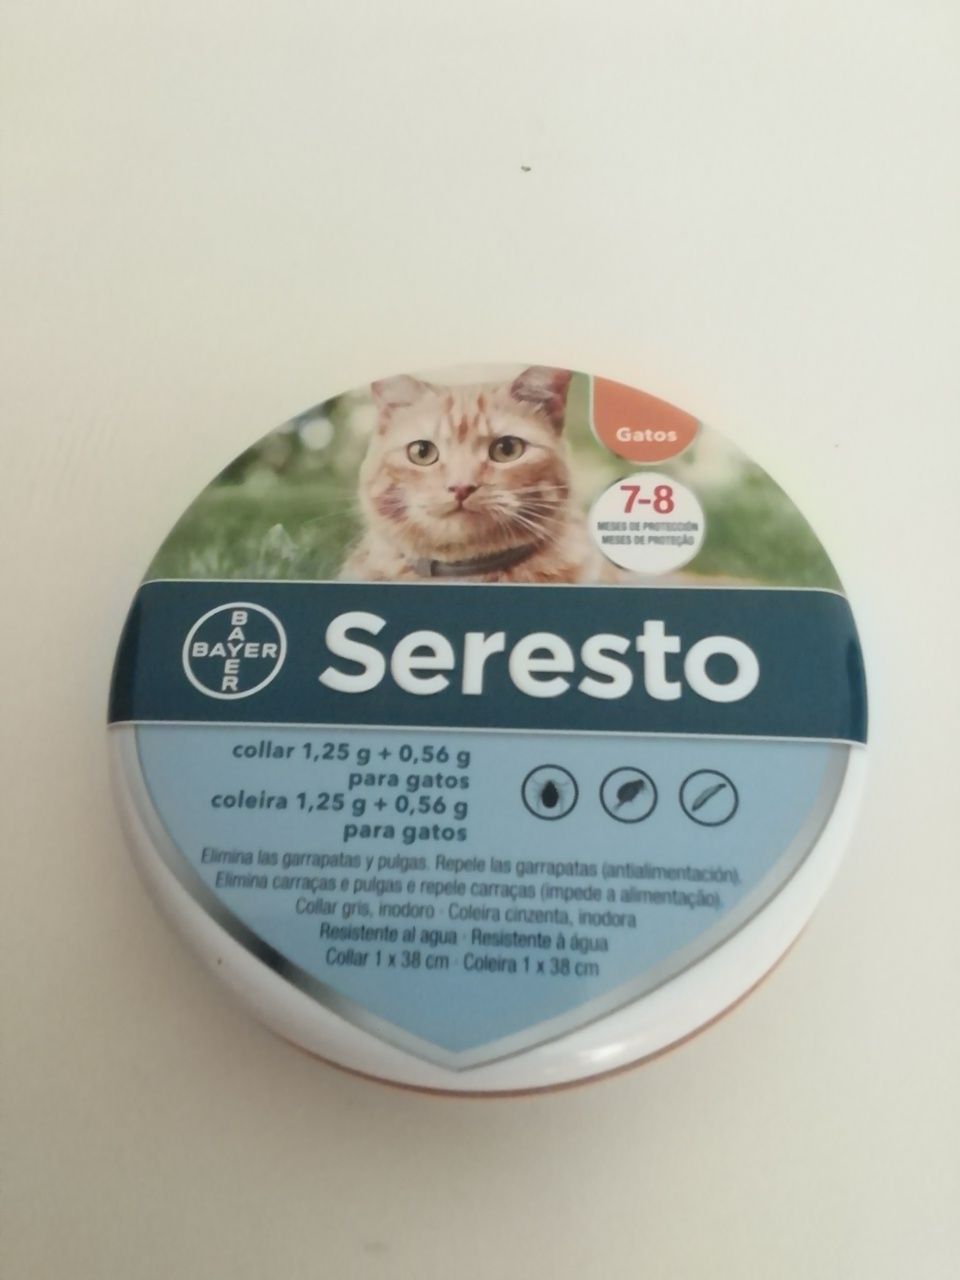 Gatos
7-8
MESES DE PROTECCIÓN
MESES DE PROTEÇÃO
BAYER
BAYER
Seresto
collar 1,25 g + 0,56 g
para gatos
coleira 1,25 g + 0,56 g
para gatos
Elimina las garrapatas y pulgas. Repele las garrapatas (antialimentación).
Elimina carraças e pulgas e repele carraças (impede a alimentação).
Collar gris, inodoro · Coleira cinzenta, inodora
Resistente al agua · Resistente à água
Collar 1 x 38 cm · Coleira 1 x 38 cm